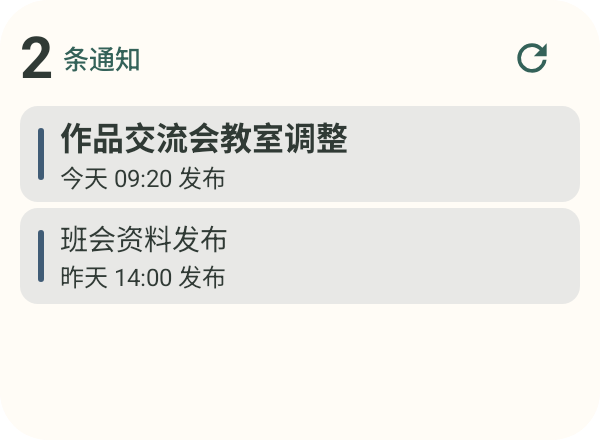 2 条通知
作品交流会教室调整
今天 09:20 发布
班会资料发布
昨天 14:00 发布